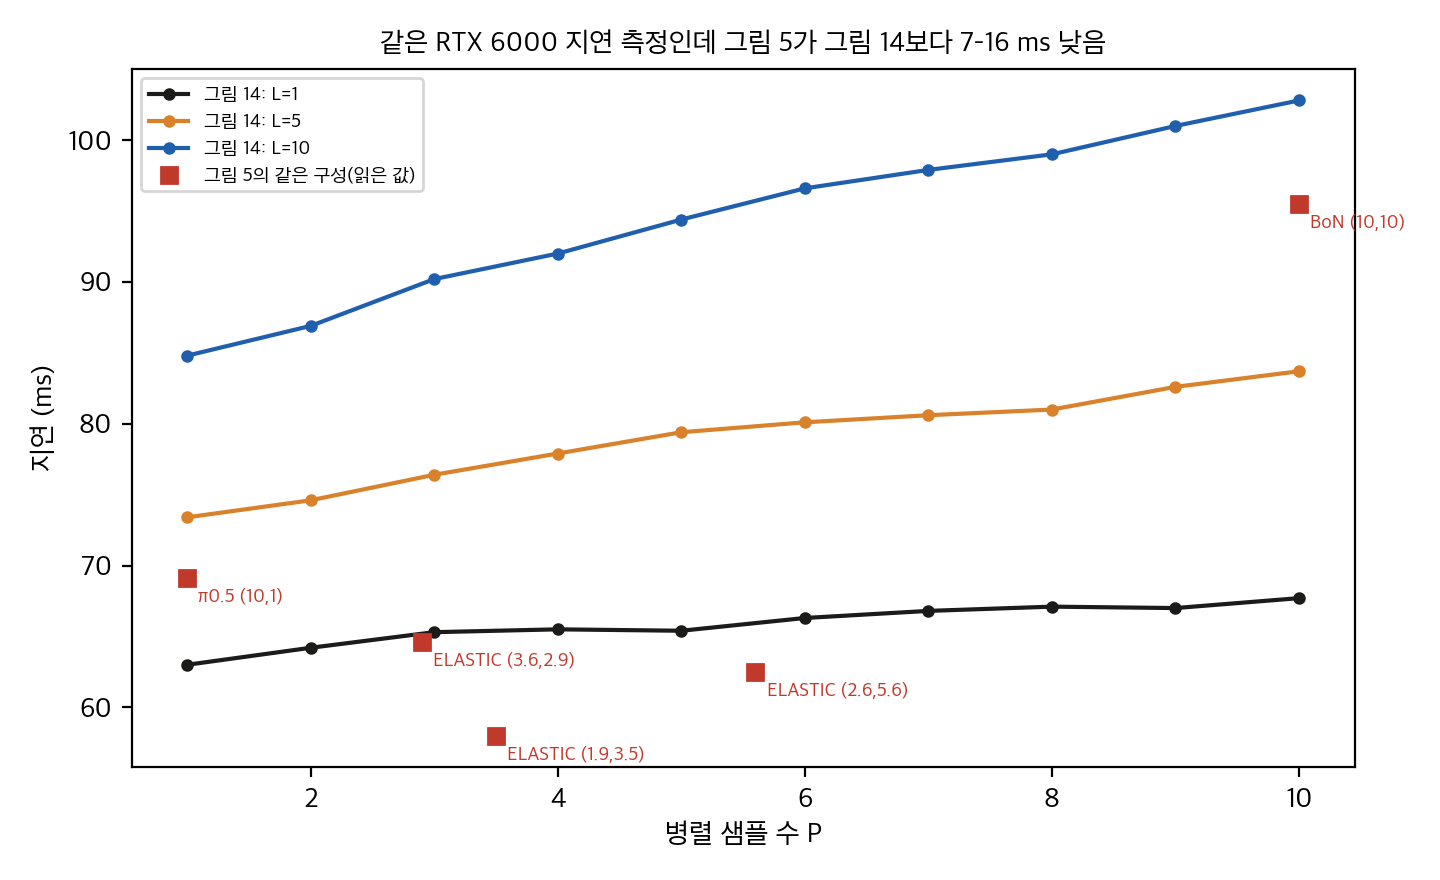 같은 RTX 6000 지연 측정인데 그림 5가 그림 14보다 7-16 ms 낮음
그림 14: L=1
그림 14: L=5
그림 14: L=10
그림 5의 같은 구성(읽은 값)
100
90
80
70
60
지연 (ms)
BoN (10,10)
π0.5 (10,1)
ELASTIC (3.6,2.9)
ELASTIC (2.6,5.6)
ELASTIC (1.9,3.5)
2
4
6
8
10
병렬 샘플 수 P